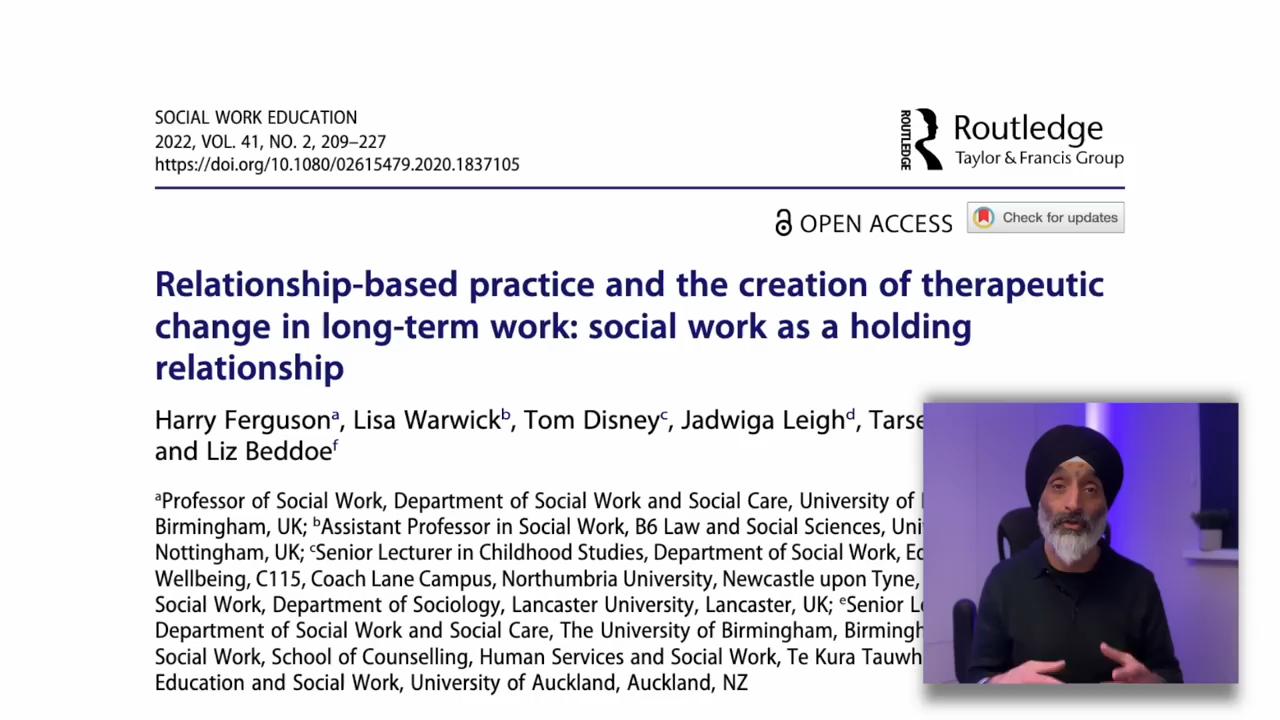 SOCIAL WORK EDUCATION
2022, VOL. 41, NO. 2, 209–227
https://doi.org/10.1080/02615479.2020.1837105
ROUTLEDGE
Routledge
Taylor & Francis Group
OPEN ACCESS
Check for updates
Relationship-based practice and the creation of therapeutic
change in long-term work: social work as a holding
relationship
Harry Fergusonᵃ, Lisa Warwickᵇ, Tom Disneyᶜ, Jadwiga Leighᵈ, Tarse
and Liz Beddoeᶠ
ᵃProfessor of Social Work, Department of Social Work and Social Care, University of
Birmingham, UK; ᵇAssistant Professor in Social Work, B6 Law and Social Sciences, Uni
Nottingham, UK; ᶜSenior Lecturer in Childhood Studies, Department of Social Work, Ed
Wellbeing, C115, Coach Lane Campus, Northumbria University, Newcastle upon Tyne,
Social Work, Department of Sociology, Lancaster University, Lancaster, UK; ᵉSenior Le
Department of Social Work and Social Care, The University of Birmingham, Birmingh
Social Work, School of Counselling, Human Services and Social Work, Te Kura Tauwh
Education and Social Work, University of Auckland, Auckland, NZ